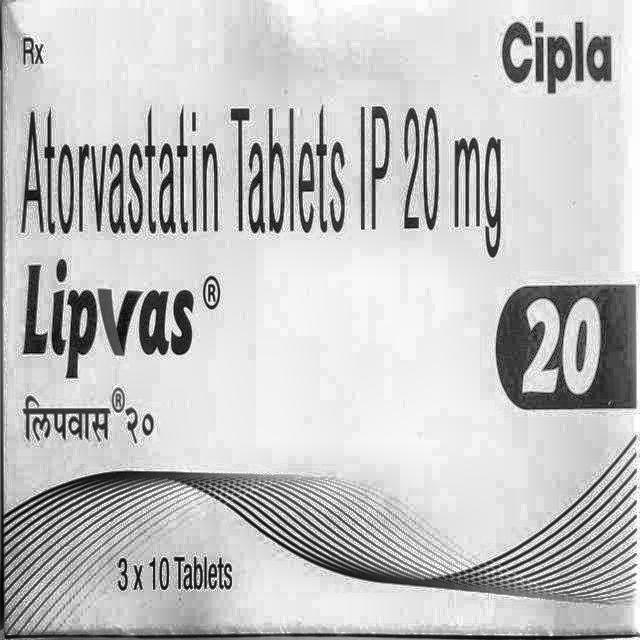 Rx
Cipla
Atorvastatin Tablets IP 20 mg
Lipvas®
20
लिपवास® २०
3 x 10 Tablets